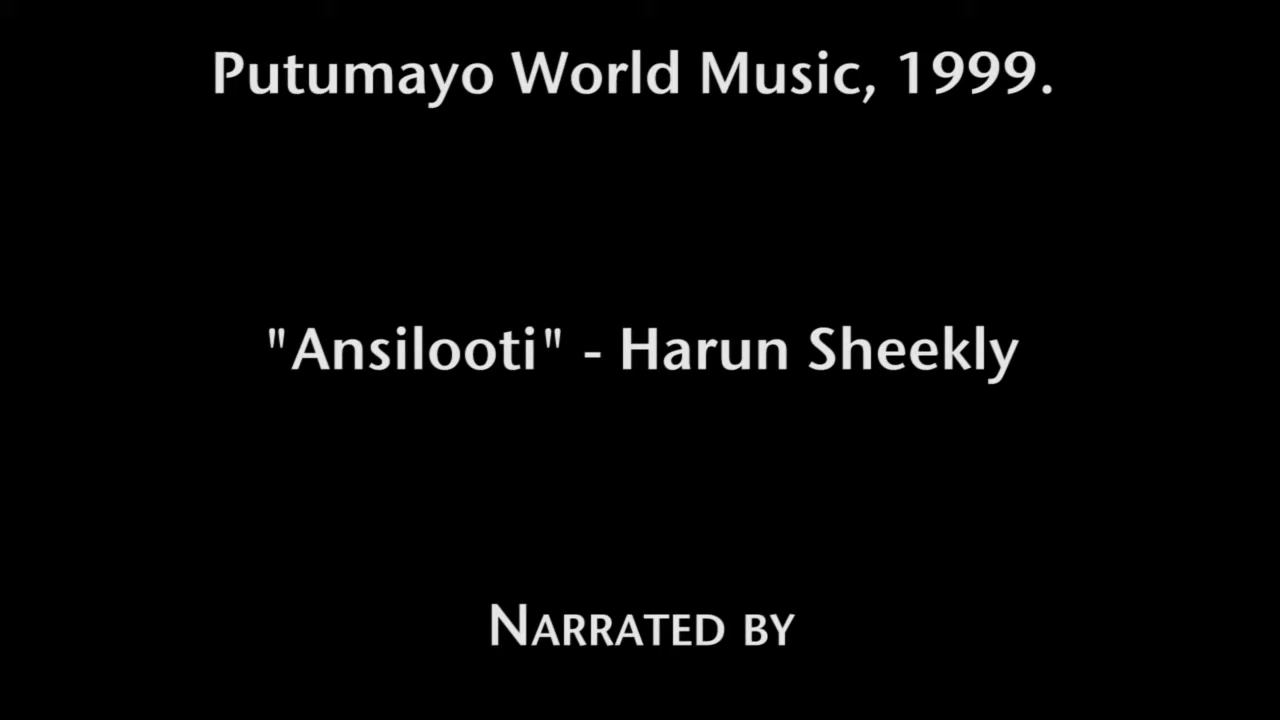 Putumayo World Music, 1999.
"Ansilooti" - Harun Sheekly
NARRATED BY